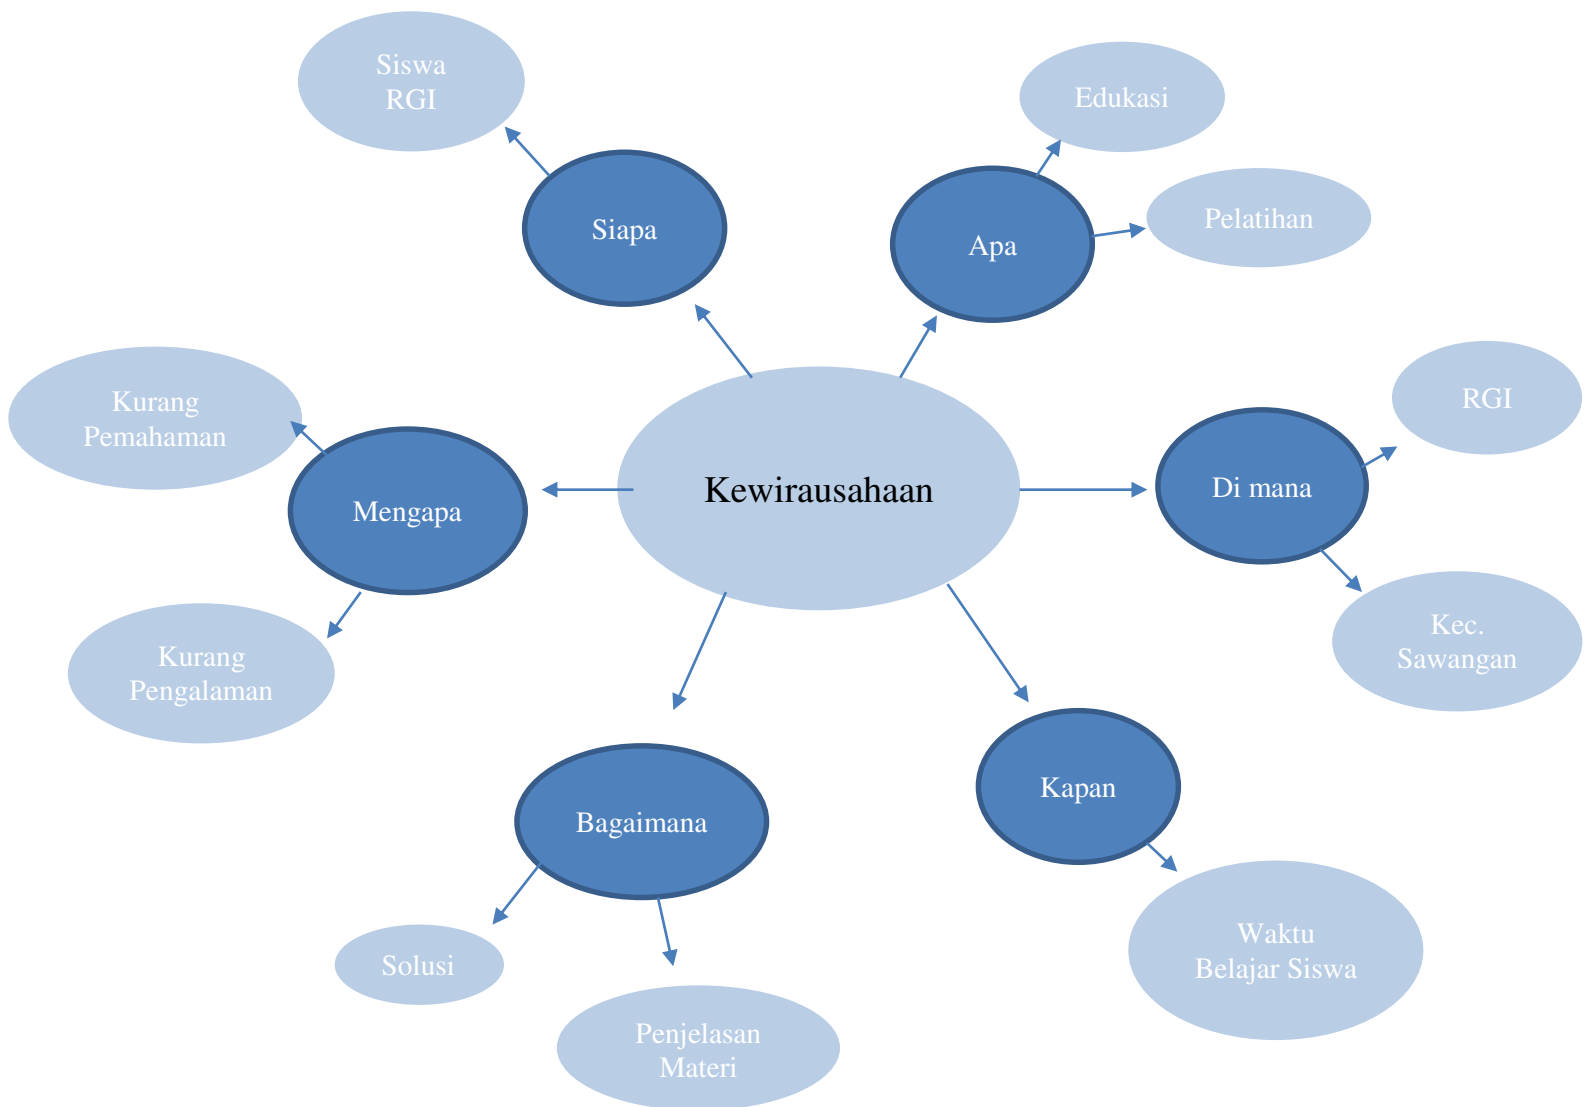 Siswa
RGI
Edukasi
Pelatihan
Siapa
Apa
Kurang
Pemahaman
RGI
Mengapa
Kewirausahaan
Di mana
Kurang
Pengalaman
Kec.
Sawangan
Bagaimana
Kapan
Solusi
Waktu
Belajar Siswa
Penjelasan
Materi